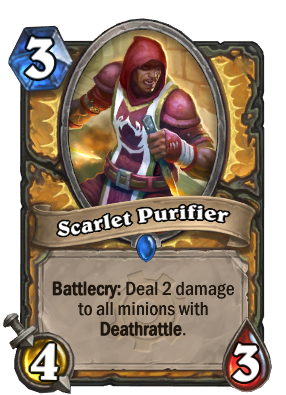 3
Scarlet Purifier
Battlecry: Deal 2 damage
to all minions with
Deathrattle.
4
3